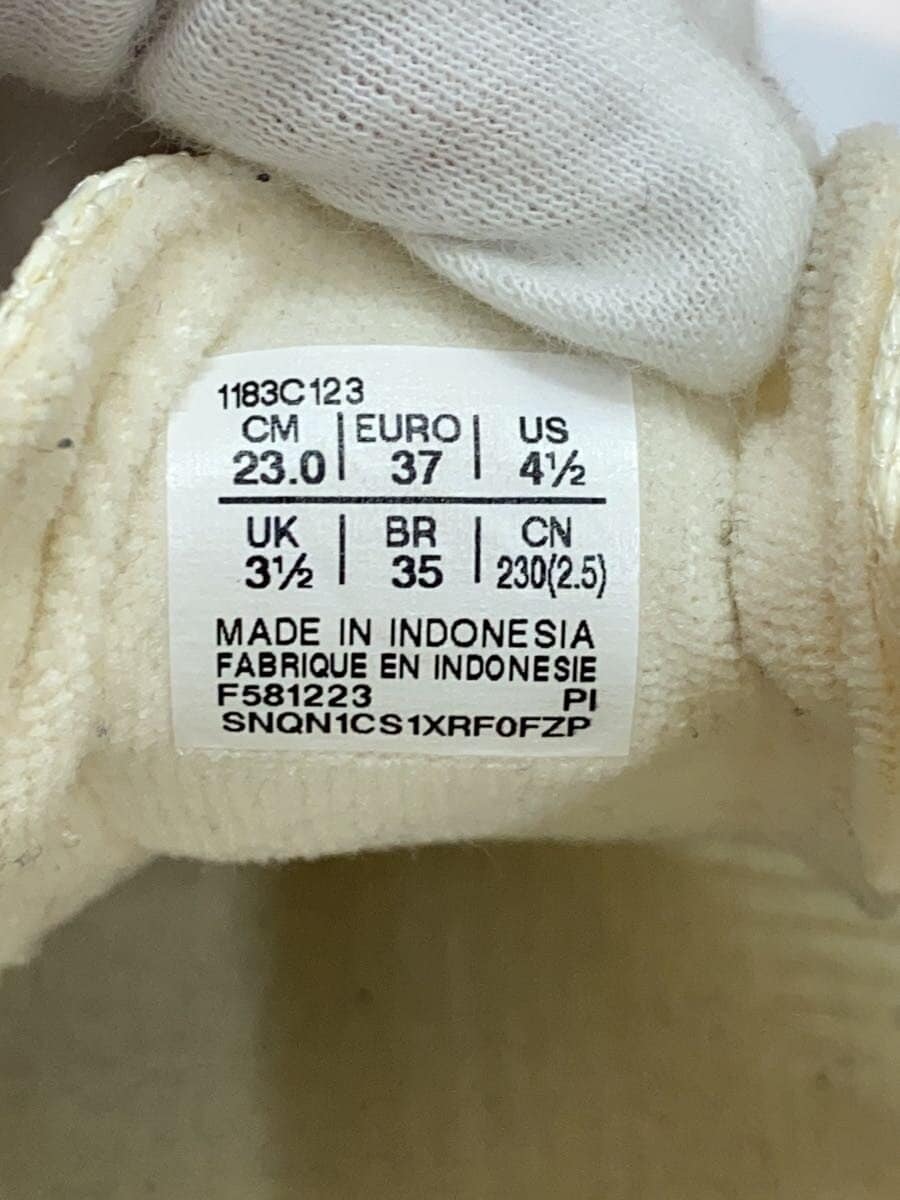 1183C123
CM | EURO | US
23.0 | 37 | 4½
UK | BR | CN
3½ | 35 | 230(2.5)
MADE IN INDONESIA
FABRIQUE EN INDONESIE
F581223 PI
SNQN1CS1XRF0FZP